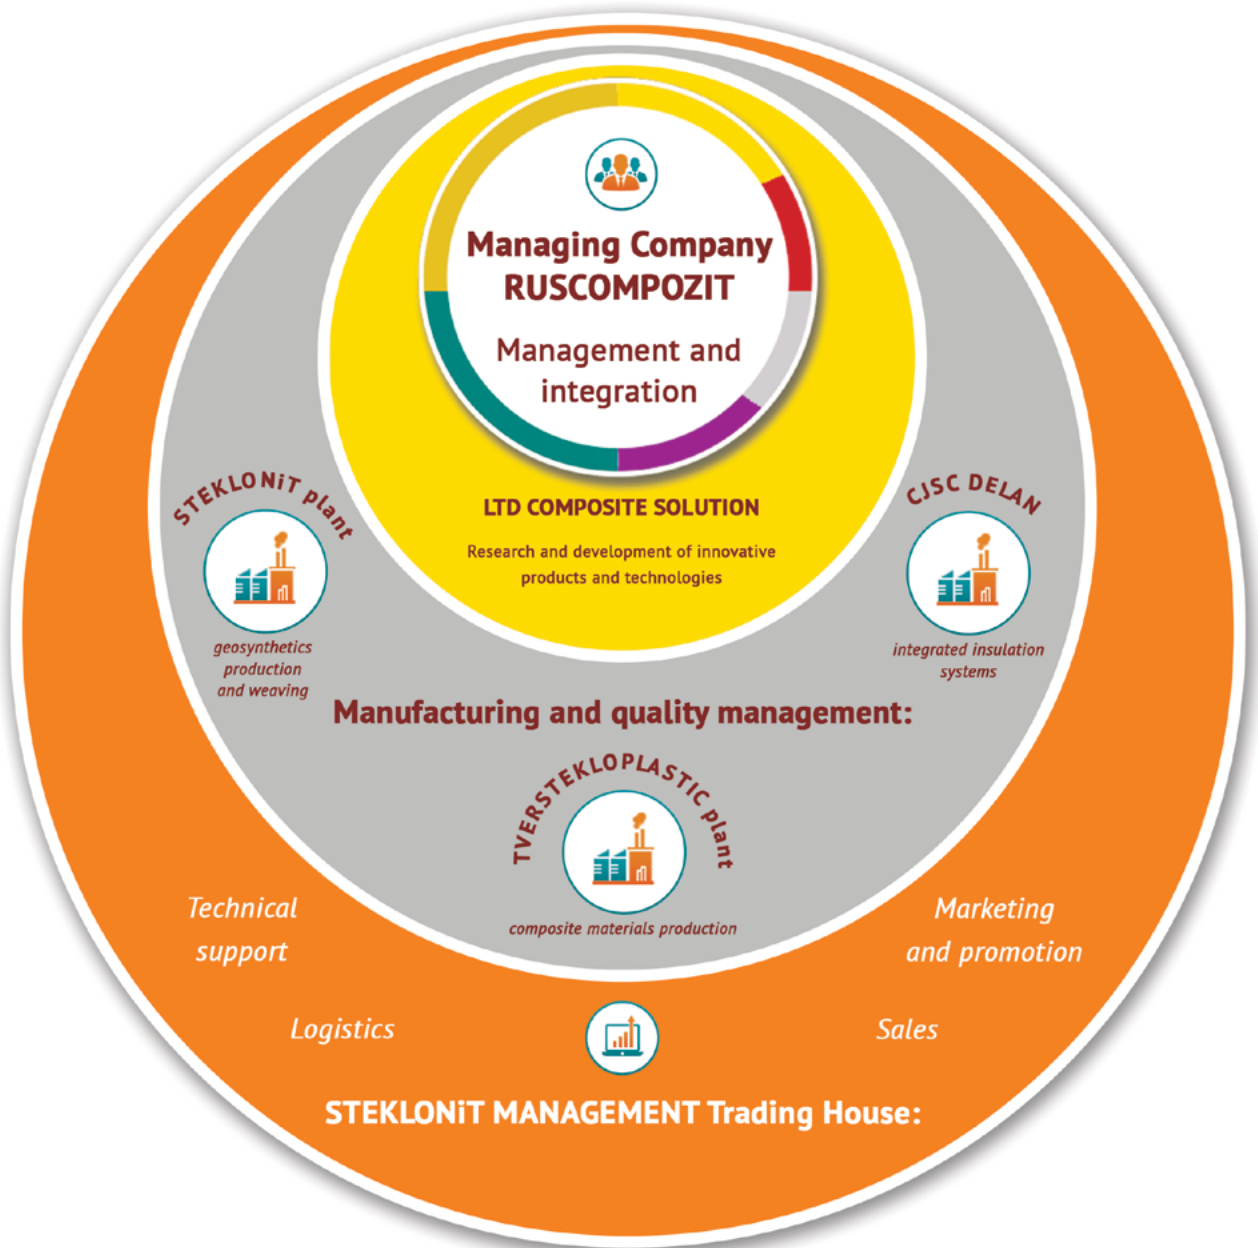 Managing Company
RUSCOMPOZIT
Management and
integration
LTD COMPOSITE SOLUTION
Research and development of innovative
products and technologies
STEKLONiT plant
geosynthetics
production
and weaving
CJSC DELAN
integrated insulation
systems
Manufacturing and quality management:
TVERSTEKLOPLASTIC plant
composite materials production
Technical
support
Marketing
and promotion
Logistics
Sales
STEKLONiT MANAGEMENT Trading House: